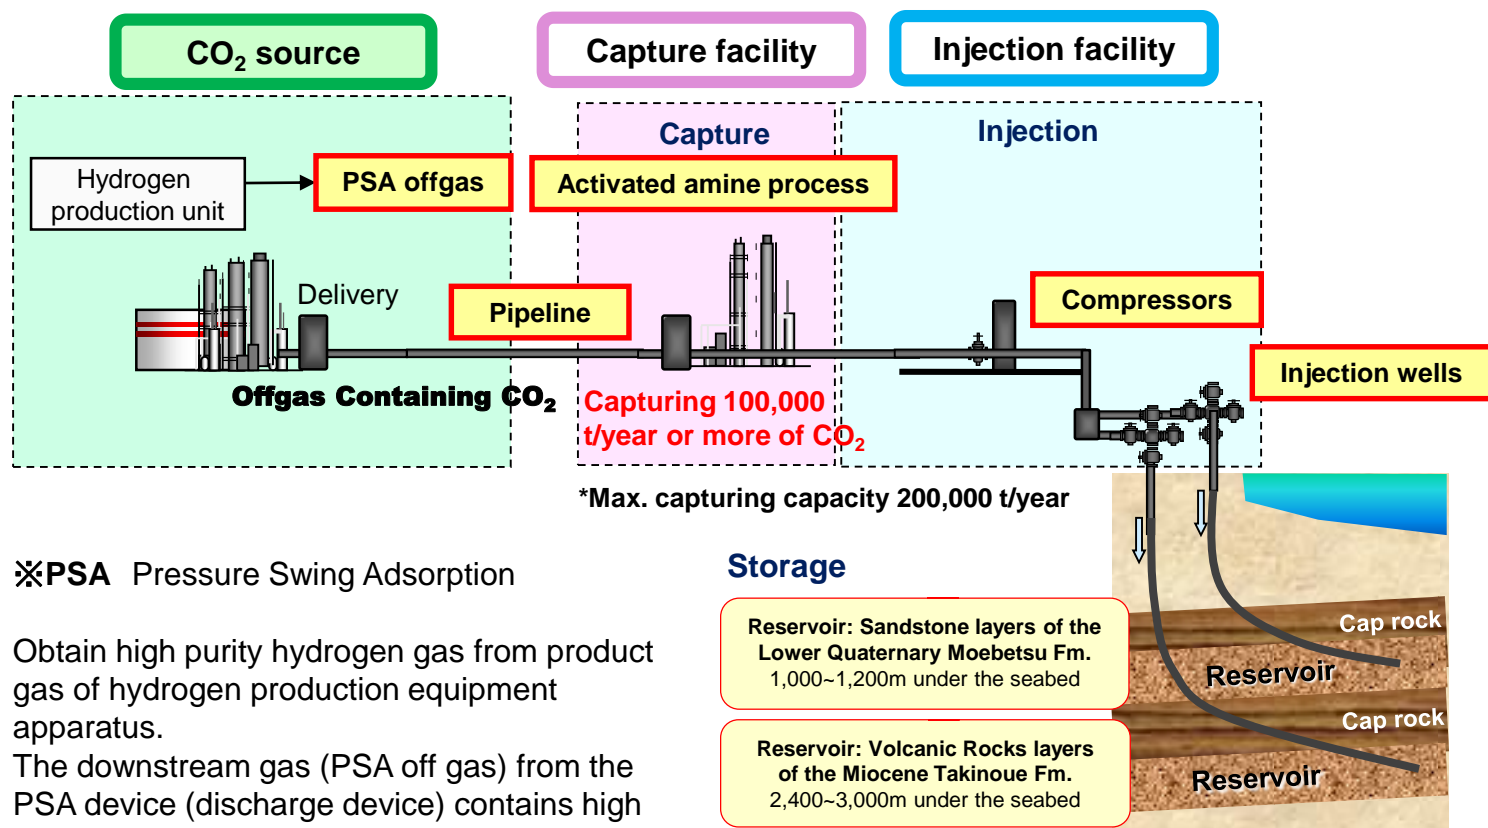 CO₂ source
Capture facility
Injection facility
Capture
Injection
Hydrogen
production unit
PSA offgas
Activated amine process
Delivery
Pipeline
Compressors
Injection wells
Offgas Containing CO₂
Capturing 100,000
t/year or more of CO₂
*Max. capturing capacity 200,000 t/year
※PSA Pressure Swing Adsorption
Obtain high purity hydrogen gas from product
gas of hydrogen production equipment
apparatus.
The downstream gas (PSA off gas) from the
PSA device (discharge device) contains high
Storage
Reservoir: Sandstone layers of the
Lower Quaternary Moebetsu Fm.
1,000~1,200m under the seabed
Reservoir: Volcanic Rocks layers
of the Miocene Takinoue Fm.
2,400~3,000m under the seabed
Cap rock
Reservoir
Cap rock
Reservoir